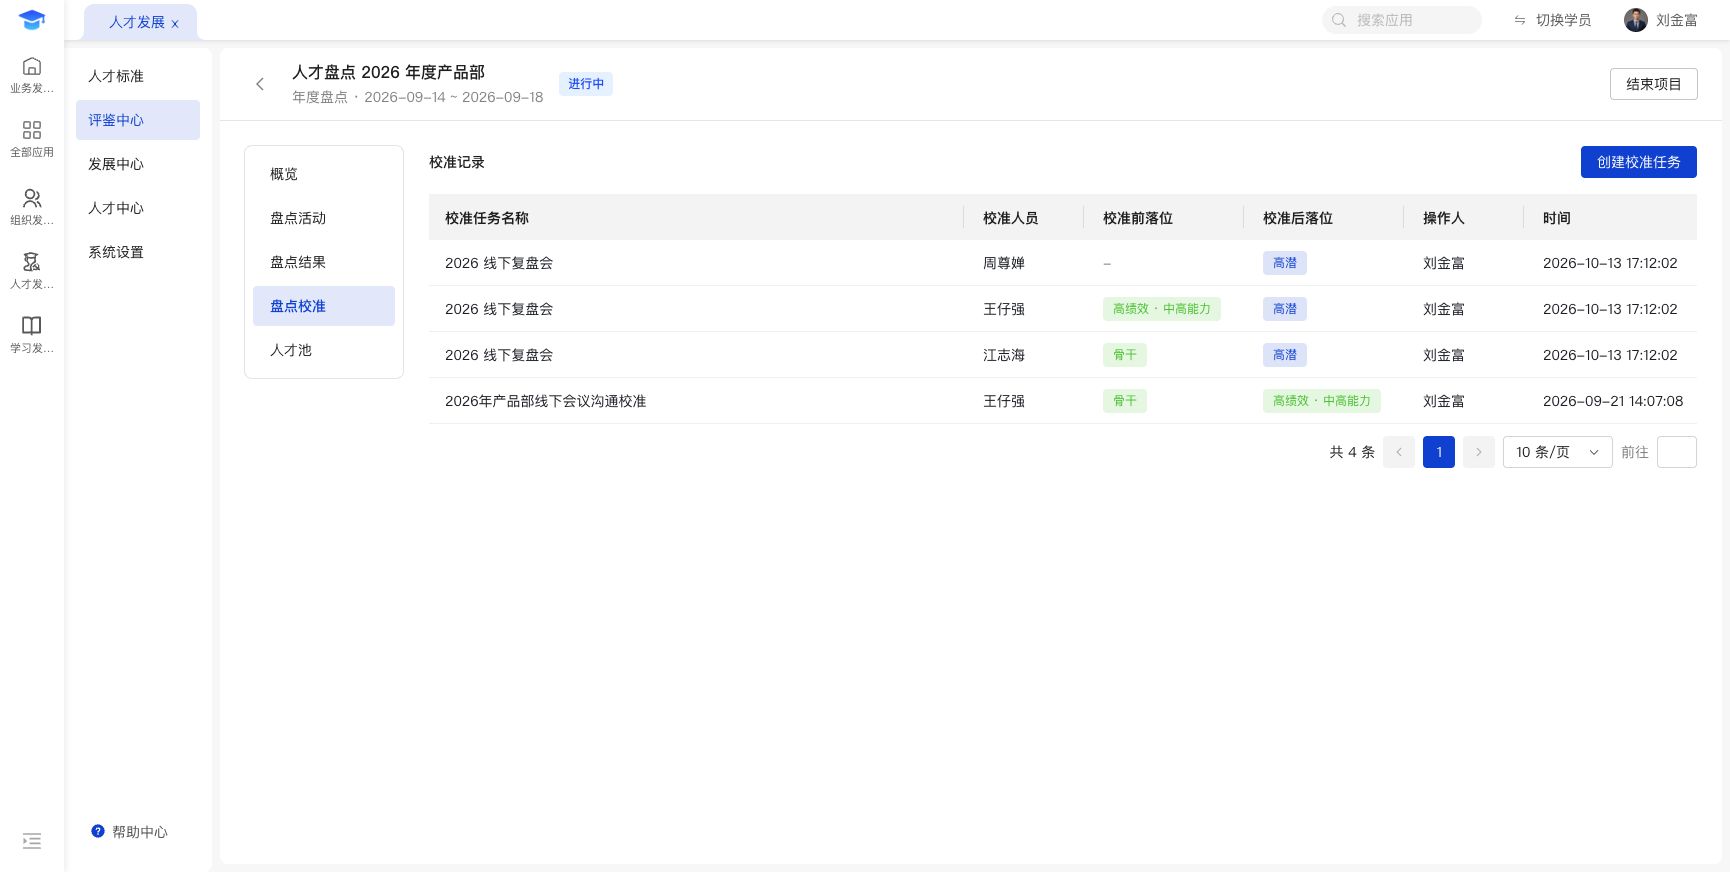 人才发展 x
搜索应用
切换学员
刘金富
业务发...
全部应用
组织发...
人才发...
学习发...
人才标准
评鉴中心
发展中心
人才中心
系统设置
帮助中心
人才盘点 2026 年度产品部
年度盘点 · 2026-09-14 ~ 2026-09-18
进行中
结束项目
概览
盘点活动
盘点结果
盘点校准
人才池
校准记录
创建校准任务
校准任务名称 校准人员 校准前落位 校准后落位 操作人 时间
2026 线下复盘会 周尊婵 - 高潜 刘金富 2026-10-13 17:12:02
2026 线下复盘会 王仔强 高绩效 · 中高能力 高潜 刘金富 2026-10-13 17:12:02
2026 线下复盘会 江志海 骨干 高潜 刘金富 2026-10-13 17:12:02
2026年产品部线下会议沟通校准 王仔强 骨干 高绩效 · 中高能力 刘金富 2026-09-21 14:07:08
共 4 条 < 1 > 10 条/页 前往